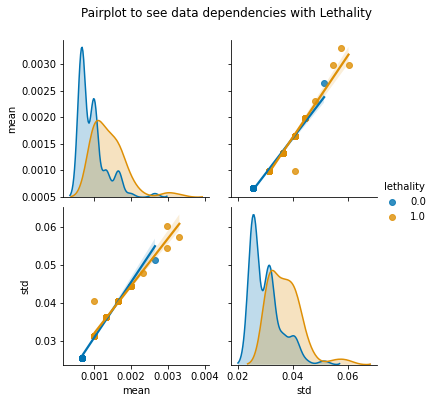 Pairplot to see data dependencies with Lethality
0.0030
0.0025
0.0020
0.0015
0.0010
0.0005
mean
lethality
0.0
1.0
0.06
0.05
0.04
0.03
std
0.001 0.002 0.003 0.004
mean
0.02 0.04 0.06
std